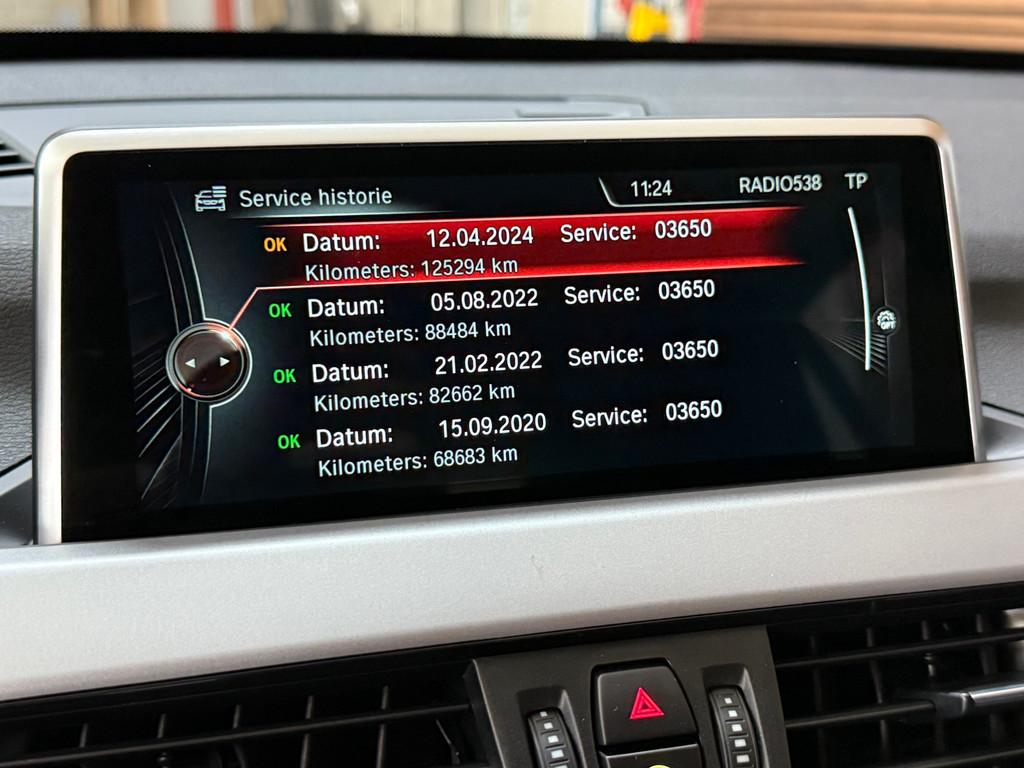 Service historie 11:24 RADIO538 TP
OK Datum: 12.04.2024 Service: 03650
Kilometers: 125294 km
OK Datum: 05.08.2022 Service: 03650
Kilometers: 88484 km
OPT
OK Datum: 21.02.2022 Service: 03650
Kilometers: 82662 km
OK Datum: 15.09.2020 Service: 03650
Kilometers: 68683 km